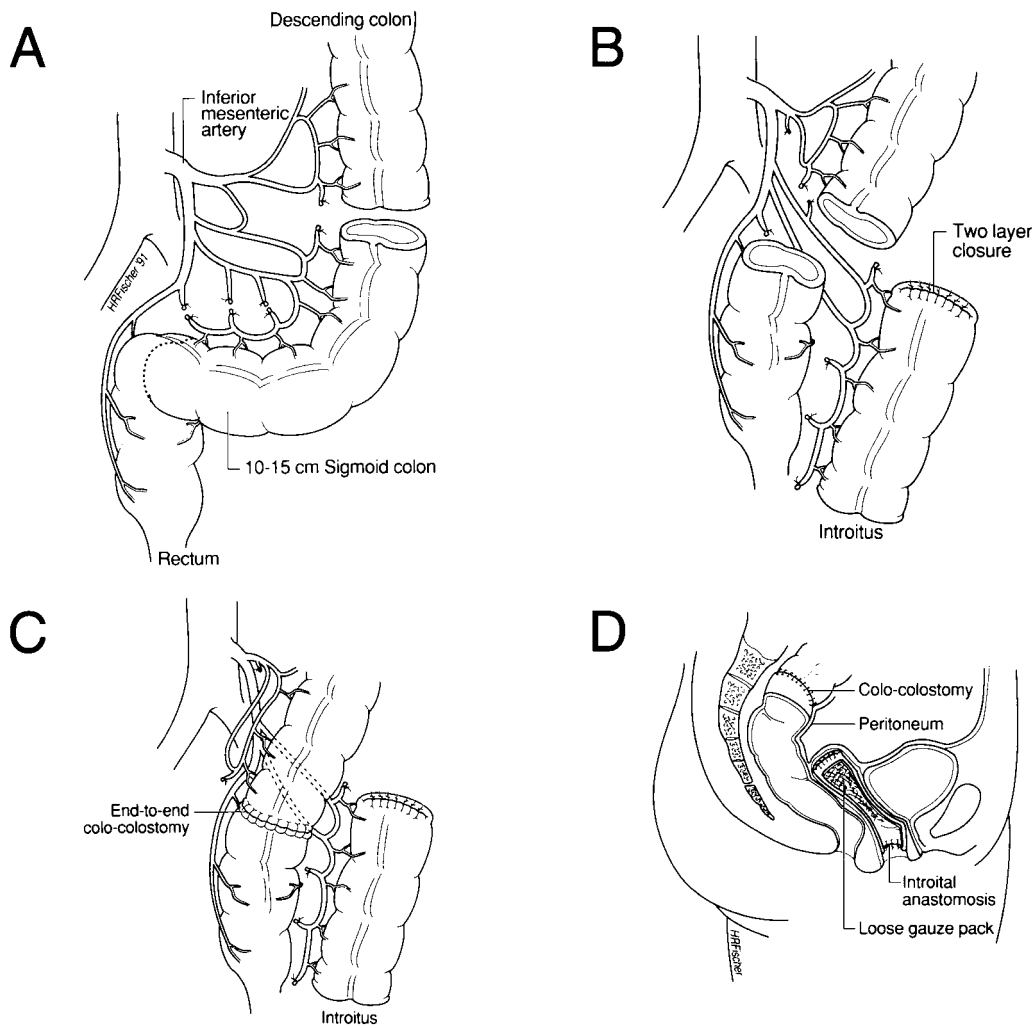 A
Descending colon
Inferior
mesenteric
artery
HRFischer '91
10-15 cm Sigmoid colon
Rectum
B
Two layer
closure
Introitus
C
End-to-end
colo-colostomy
Introitus
D
Colo-colostomy
Peritoneum
Introital
anastomosis
Loose gauze pack
HRFischer